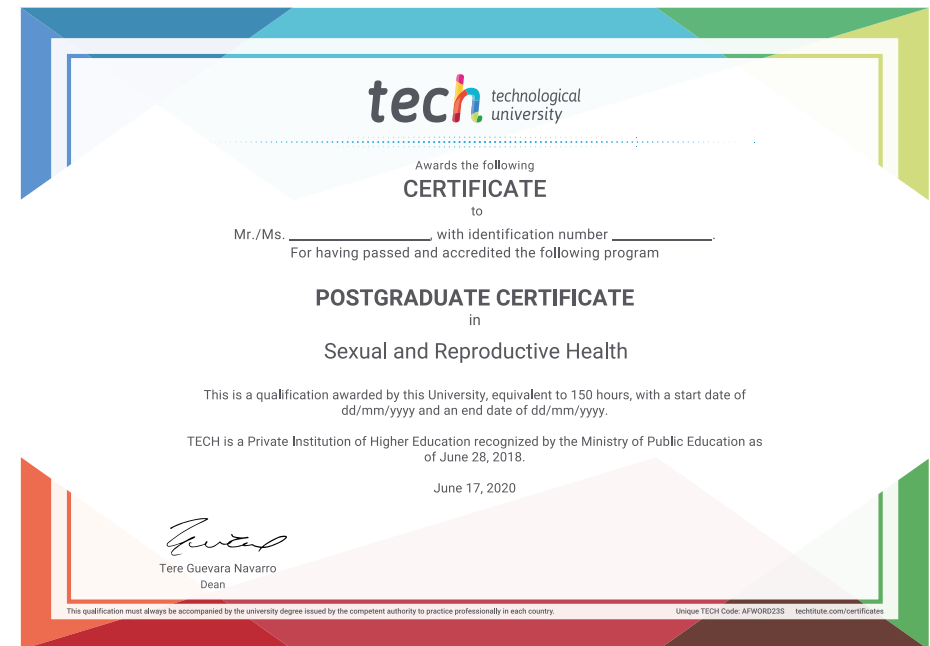 tech technological
university
Awards the following
CERTIFICATE
to
Mr./Ms. ____________________, with identification number ______________.
For having passed and accredited the following program
POSTGRADUATE CERTIFICATE
in
Sexual and Reproductive Health
This is a qualification awarded by this University, equivalent to 150 hours, with a start date of
dd/mm/yyyy and an end date of dd/mm/yyyy.
TECH is a Private Institution of Higher Education recognized by the Ministry of Public Education as
of June 28, 2018.
June 17, 2020
Tere Guevara Navarro
Dean
This qualification must always be accompanied by the university degree issued by the competent authority to practice professionally in each country. Unique TECH Code: AFWORD23S techtitute.com/certificates